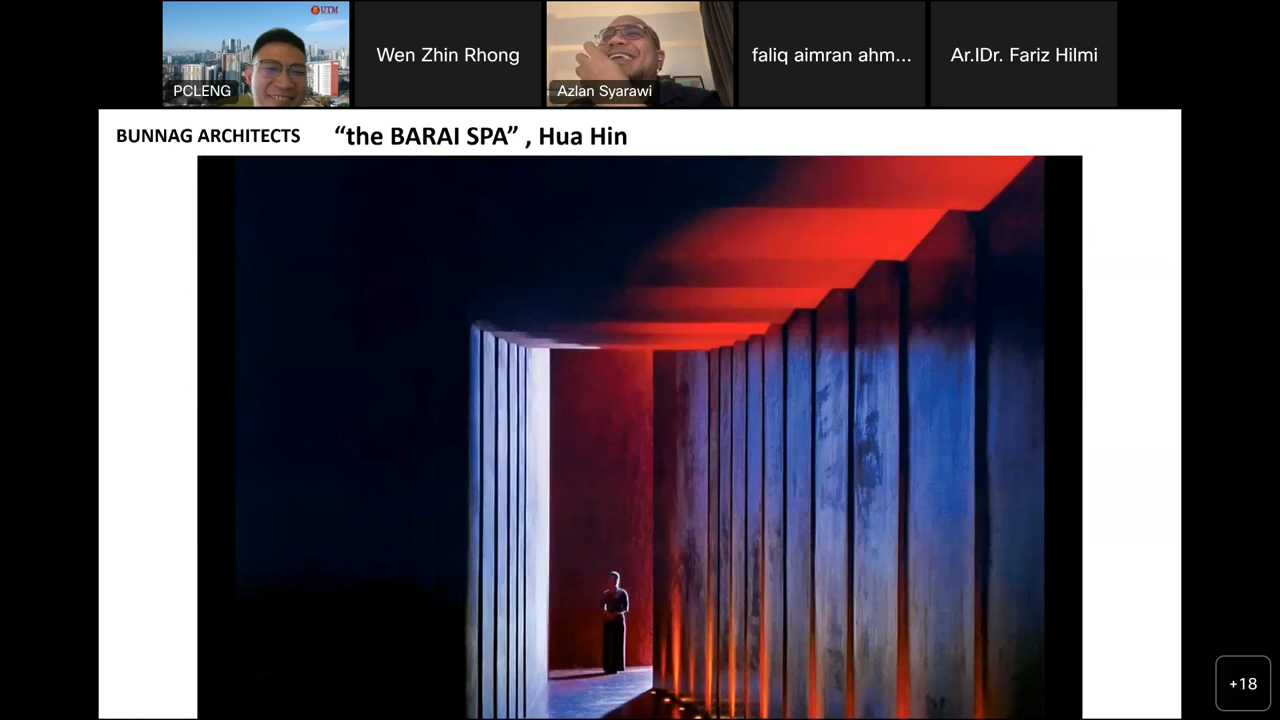 UTM
PCLENG
Wen Zhin Rhong
Azlan Syarawi
faliq aimran ahm...
Ar.IDr. Fariz Hilmi
BUNNAG ARCHITECTS “the BARAI SPA” , Hua Hin
+18